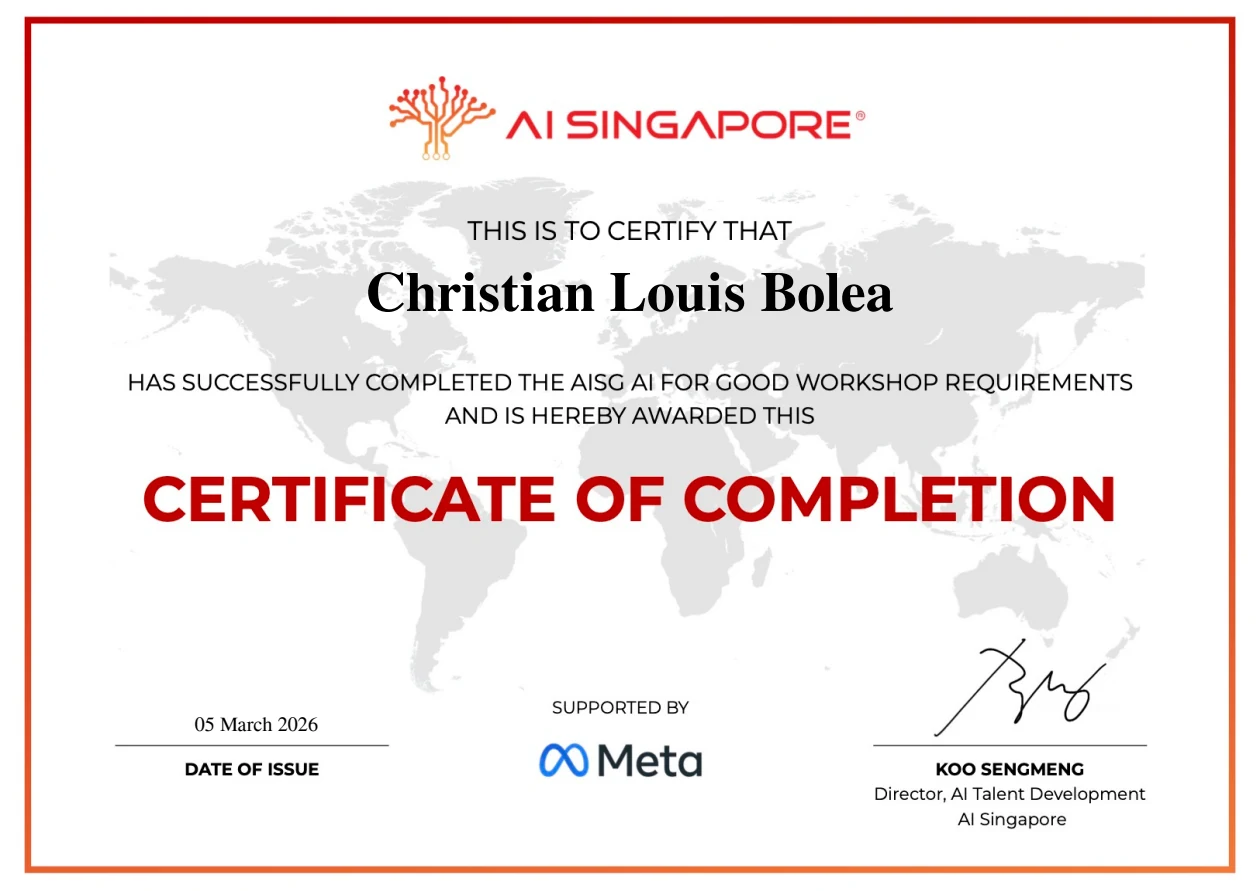 AI SINGAPORE®
THIS IS TO CERTIFY THAT
Christian Louis Bolea
HAS SUCCESSFULLY COMPLETED THE AISG AI FOR GOOD WORKSHOP REQUIREMENTS
AND IS HEREBY AWARDED THIS
CERTIFICATE OF COMPLETION
05 March 2026
DATE OF ISSUE
SUPPORTED BY
Meta
KOO SENGMENG
Director, AI Talent Development
AI Singapore